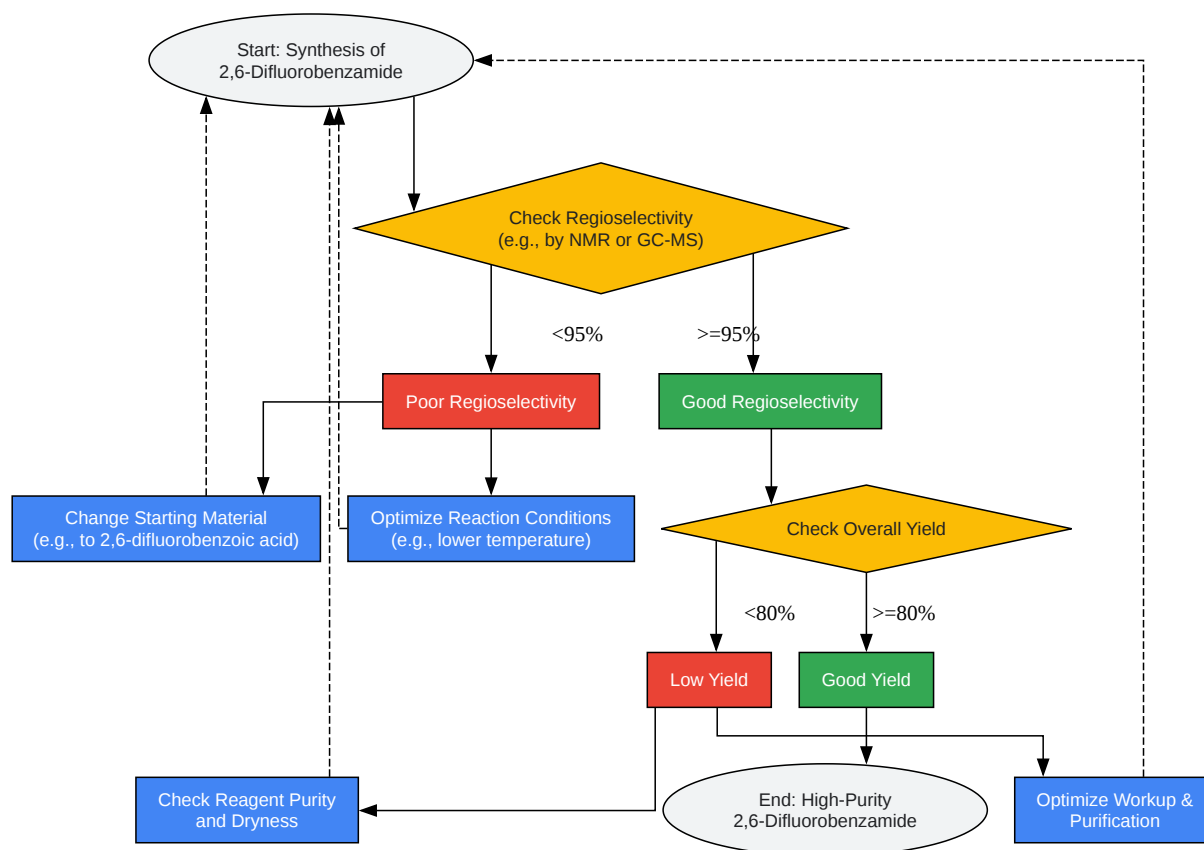 Start: Synthesis of
2,6-Difluorobenzamide
Check Regioselectivity
(e.g., by NMR or GC-MS)
<95%
>=95%
Poor Regioselectivity
Good Regioselectivity
Change Starting Material
(e.g., to 2,6-difluorobenzoic acid)
Optimize Reaction Conditions
(e.g., lower temperature)
Check Overall Yield
<80%
>=80%
Low Yield
Good Yield
Check Reagent Purity
and Dryness
End: High-Purity
2,6-Difluorobenzamide
Optimize Workup &
Purification